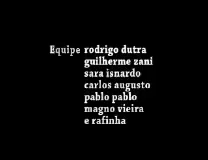 Equipe rodrigo dutra
guilherme zani
sara isnardo
carlos augusto
pablo pablo
magno vieira
e rafinha